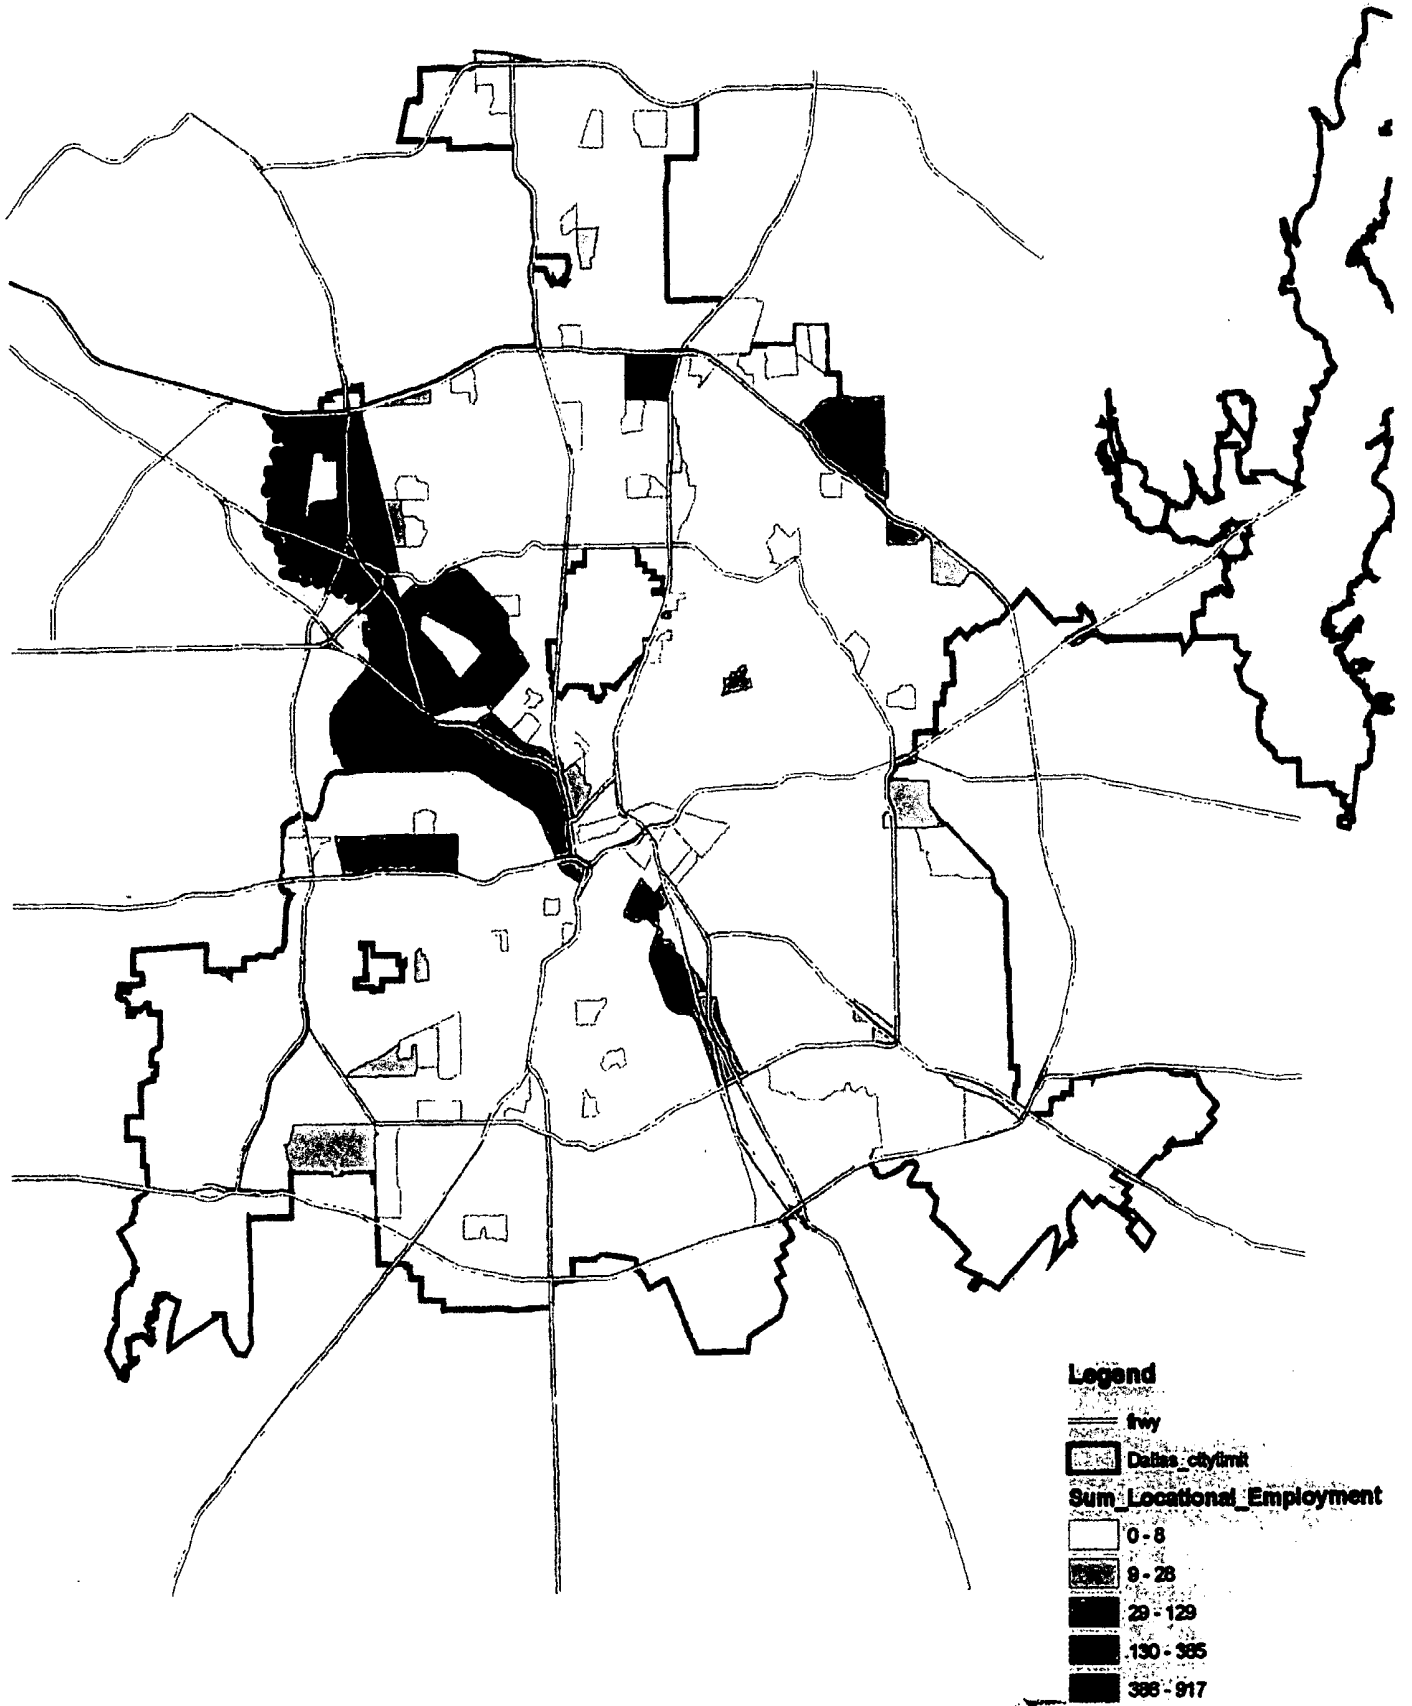 Legend
frwy
Dallas_citylimit
Sum_Locational_Employment
0 - 8
9 - 28
29 - 129
130 - 385
386 - 917